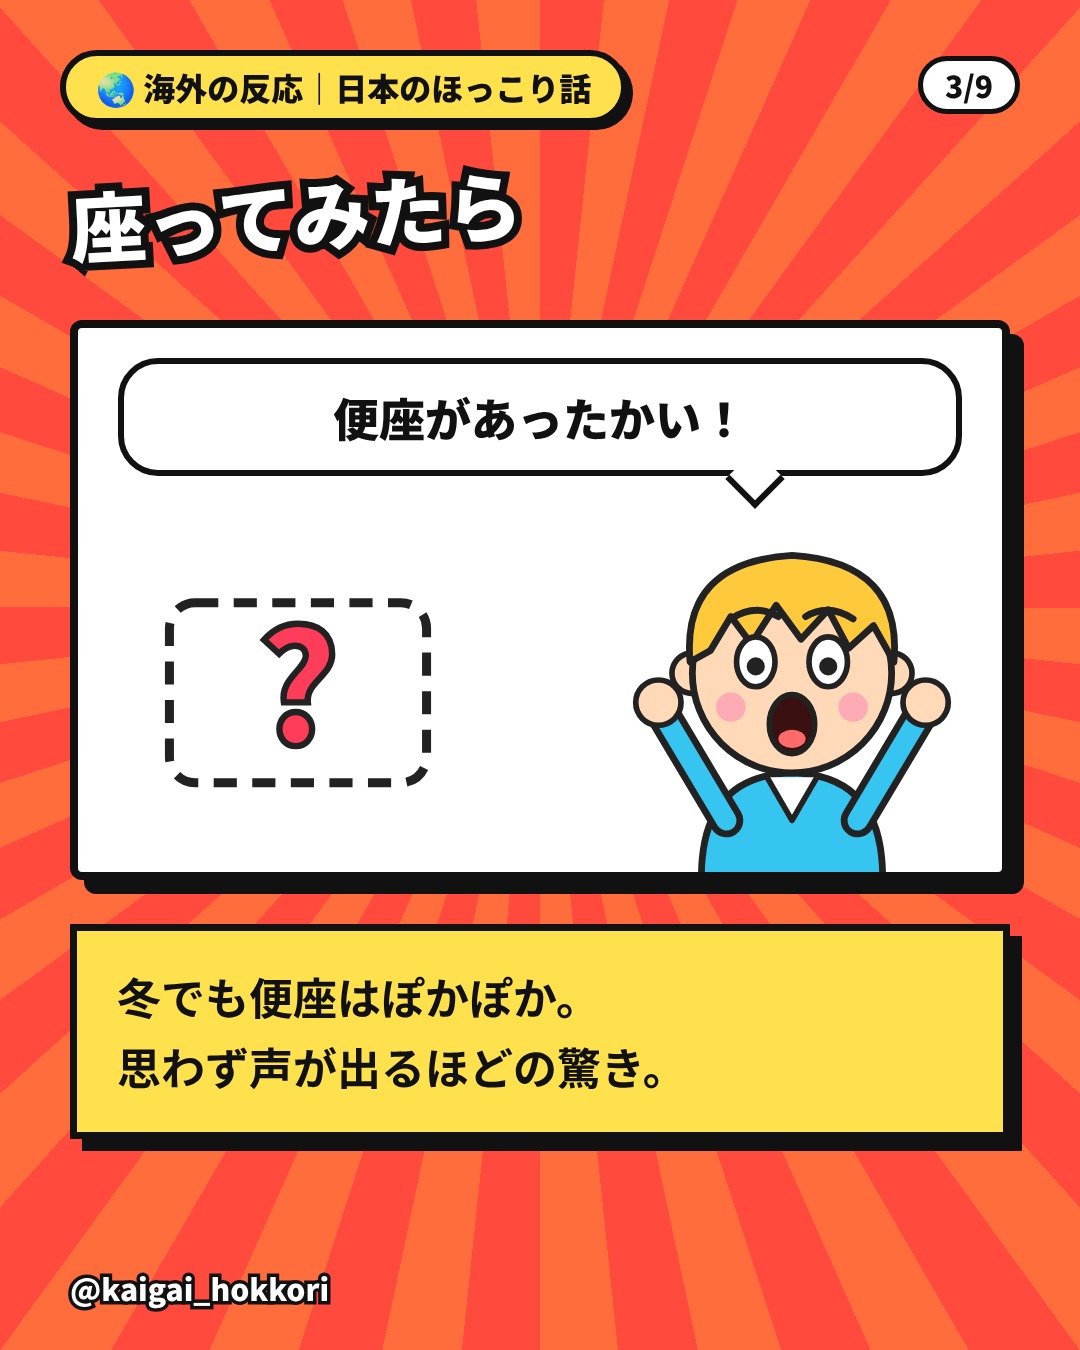 🌏 海外の反応｜日本のほっこり話
3/9
座ってみたら
便座があったかい！
?
冬でも便座はぽかぽか。
思わず声が出るほどの驚き。
@kaigai_hokkori